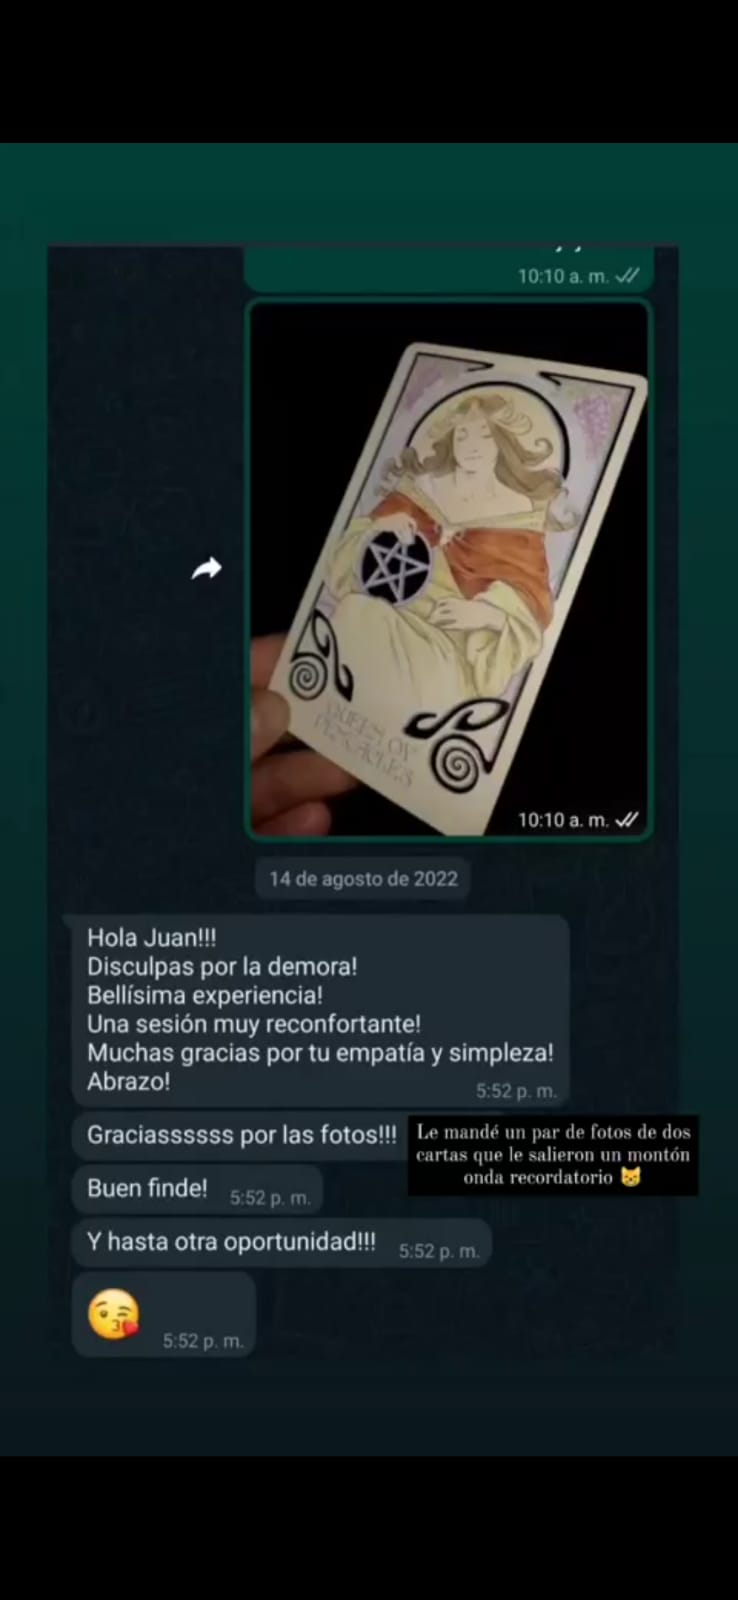 10:10 a. m.
QUEEN OF
PENTACLES
10:10 a. m.
14 de agosto de 2022
Hola Juan!!!
Disculpas por la demora!
Bellísima experiencia!
Una sesión muy reconfortante!
Muchas gracias por tu empatía y simpleza!
Abrazo!
5:52 p. m.
Graciassssss por las fotos!!!
Le mandé un par de fotos de dos
cartas que le salieron un montón
onda recordatorio 😺
Buen finde! 5:52 p. m.
Y hasta otra oportunidad!!! 5:52 p. m.
😘
5:52 p. m.